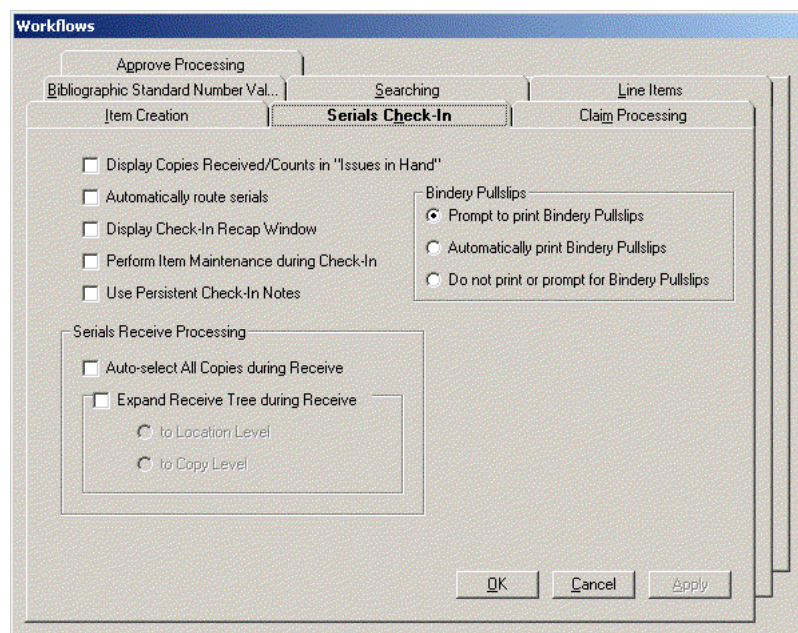 Workflows
Approve Processing
Bibliographic Standard Number Val... Searching Line Items
Item Creation Serials Check-In Claim Processing
Display Copies Received/Counts in "Issues in Hand"
Automatically route serials
Display Check-In Recap Window
Perform Item Maintenance during Check-In
Use Persistent Check-In Notes
Bindery Pullslips
Prompt to print Bindery Pullslips
Automatically print Bindery Pullslips
Do not print or prompt for Bindery Pullslips
Serials Receive Processing
Auto-select All Copies during Receive
Expand Receive Tree during Receive
to Location Level
to Copy Level
OK Cancel Apply